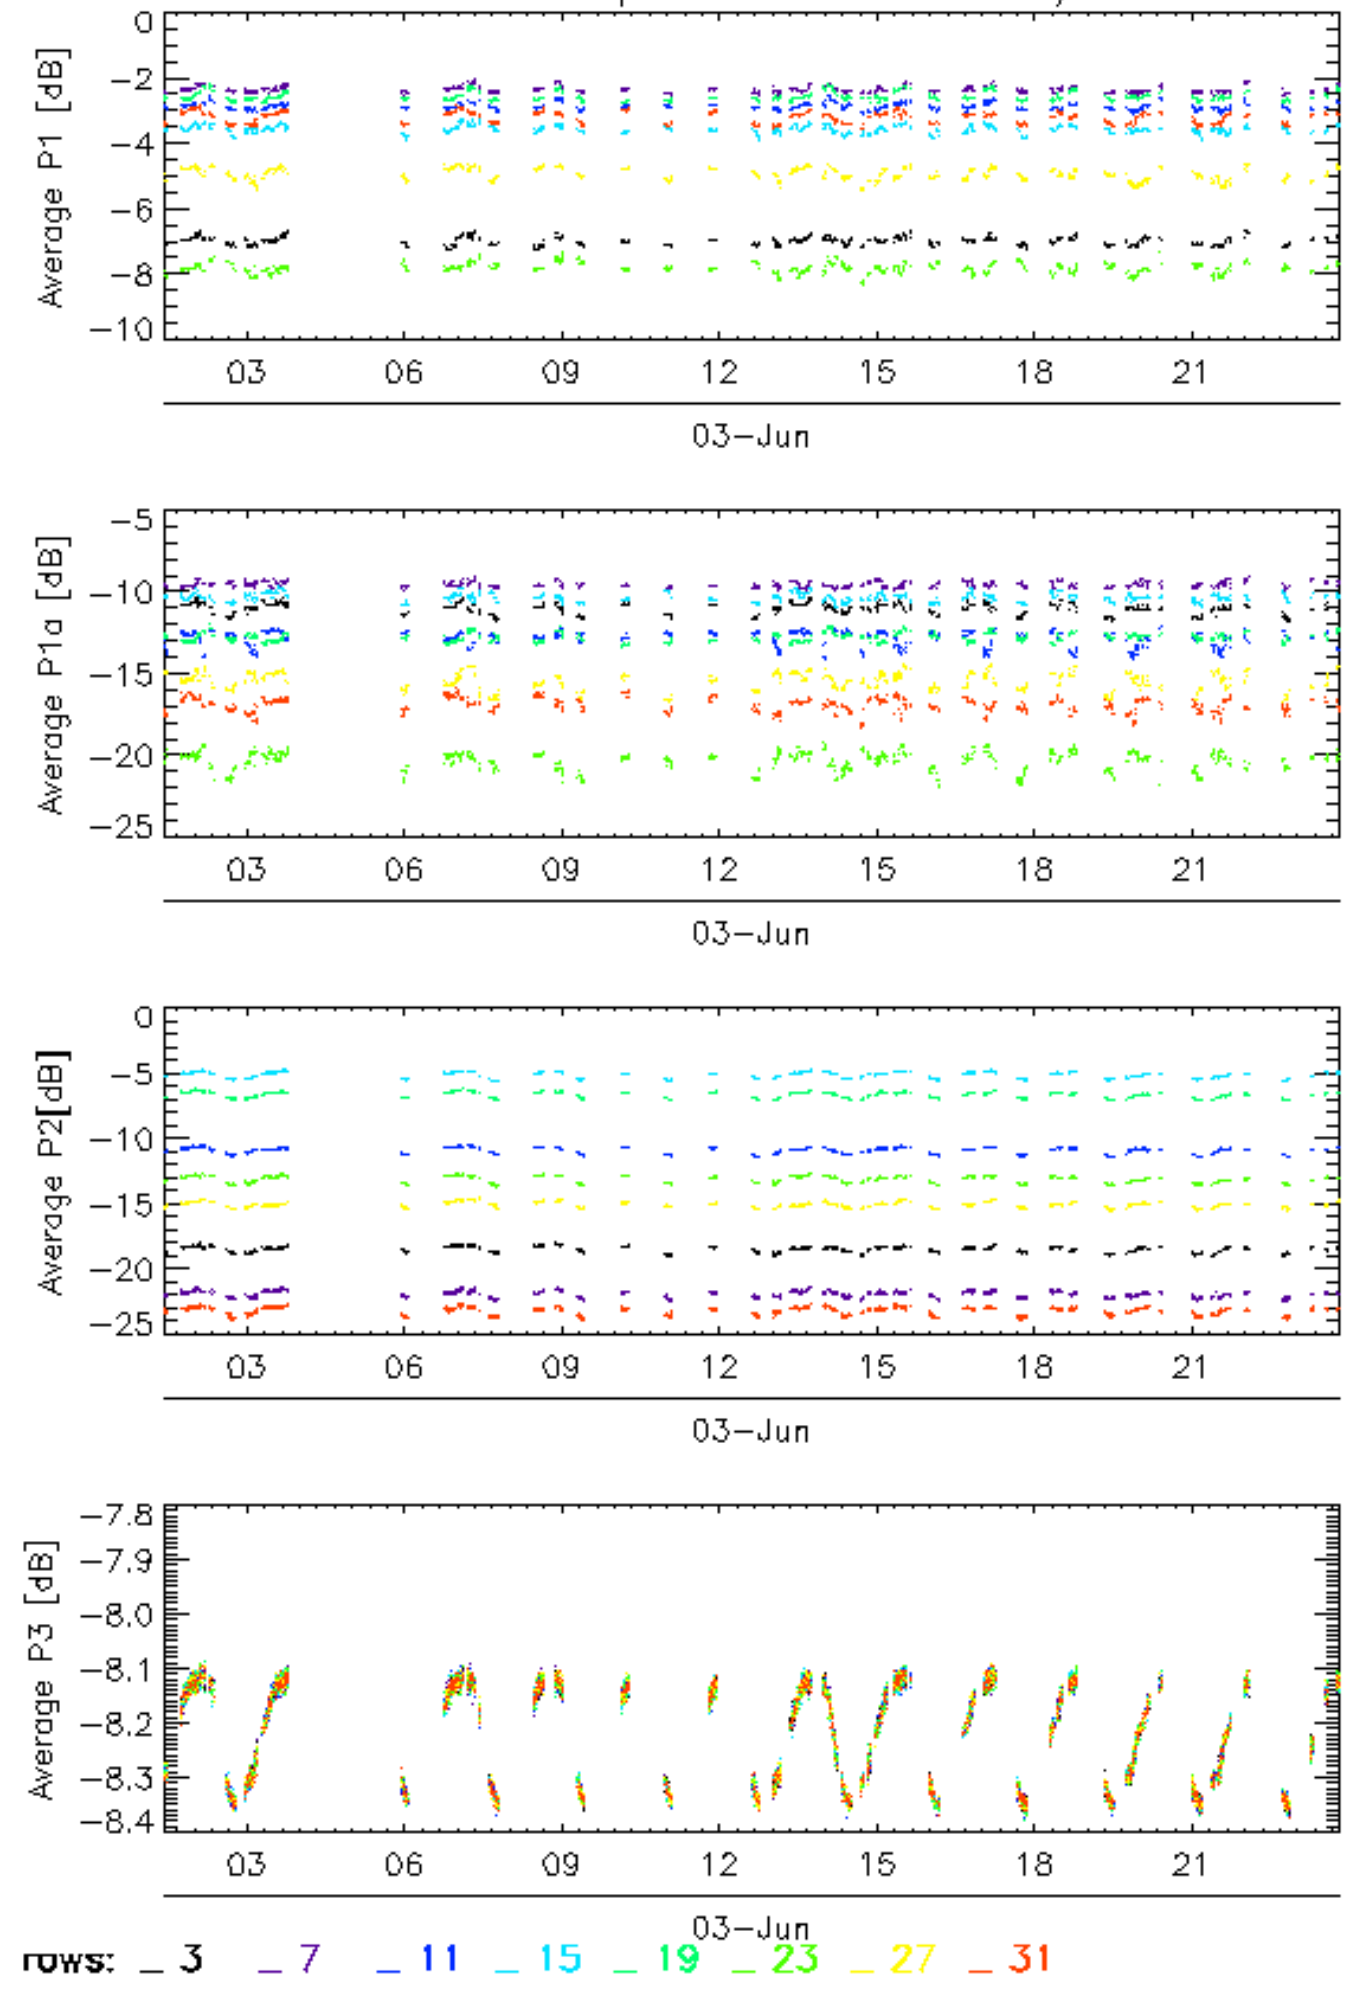 0
−2
−4
−6
−8
−10
Average P1 [dB]
03 06 09 12 15 18 21
03−Jun
−5
−10
−15
−20
−25
Average P1a [dB]
03 06 09 12 15 18 21
03−Jun
0
−5
−10
−15
−20
−25
Average P2[dB]
03 06 09 12 15 18 21
03−Jun
−7.8
−7.9
−8.0
−8.1
−8.2
−8.3
−8.4
Average P3 [dB]
03 06 09 12 15 18 21
03−Jun
rows: _ 3 _ 7 _ 11 _ 15 _ 19 _ 23 _ 27 _ 31